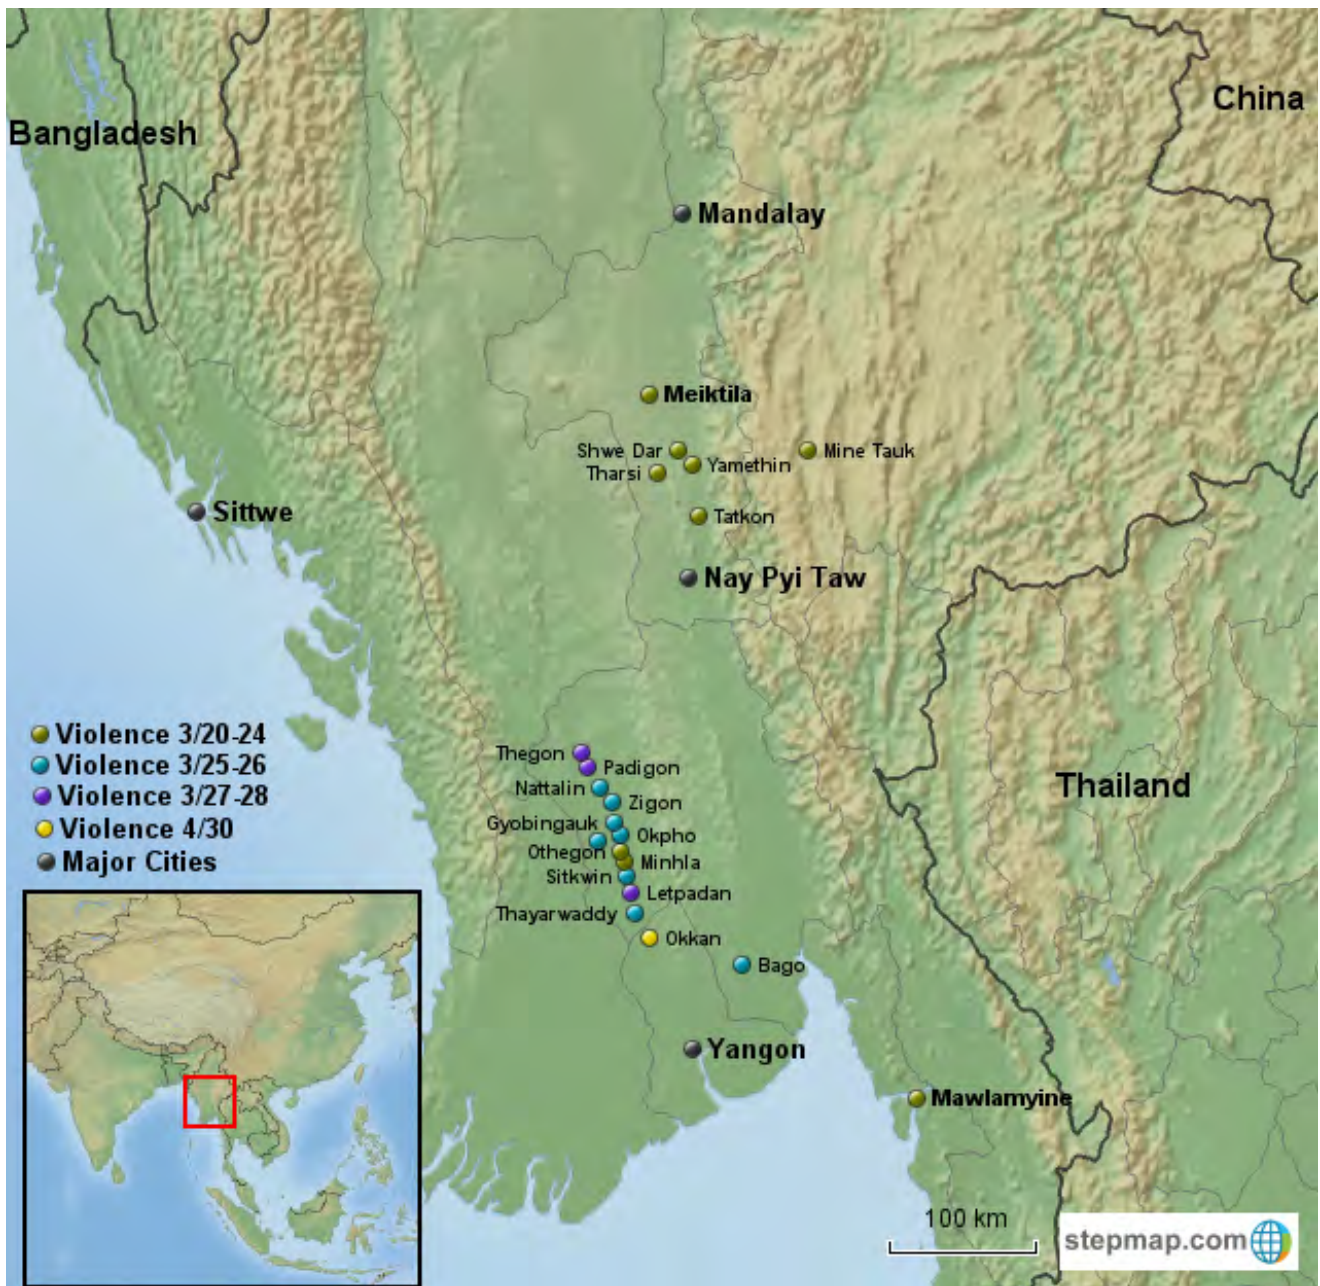 China
Bangladesh
Mandalay
Meiktila
Shwe Dar
Mine Tauk
Yamethin
Tharsi
Sittwe
Tatkon
Nay Pyi Taw
Violence 3/20-24
Violence 3/25-26
Violence 3/27-28
Violence 4/30
Major Cities
Thegon
Padigon
Nattalin
Zigon
Gyobingauk
Okpho
Othegon
Minhla
Sitkwin
Letpadan
Thayarwaddy
Okkan
Bago
Thailand
Yangon
Mawlamyine
100 km
stepmap.com